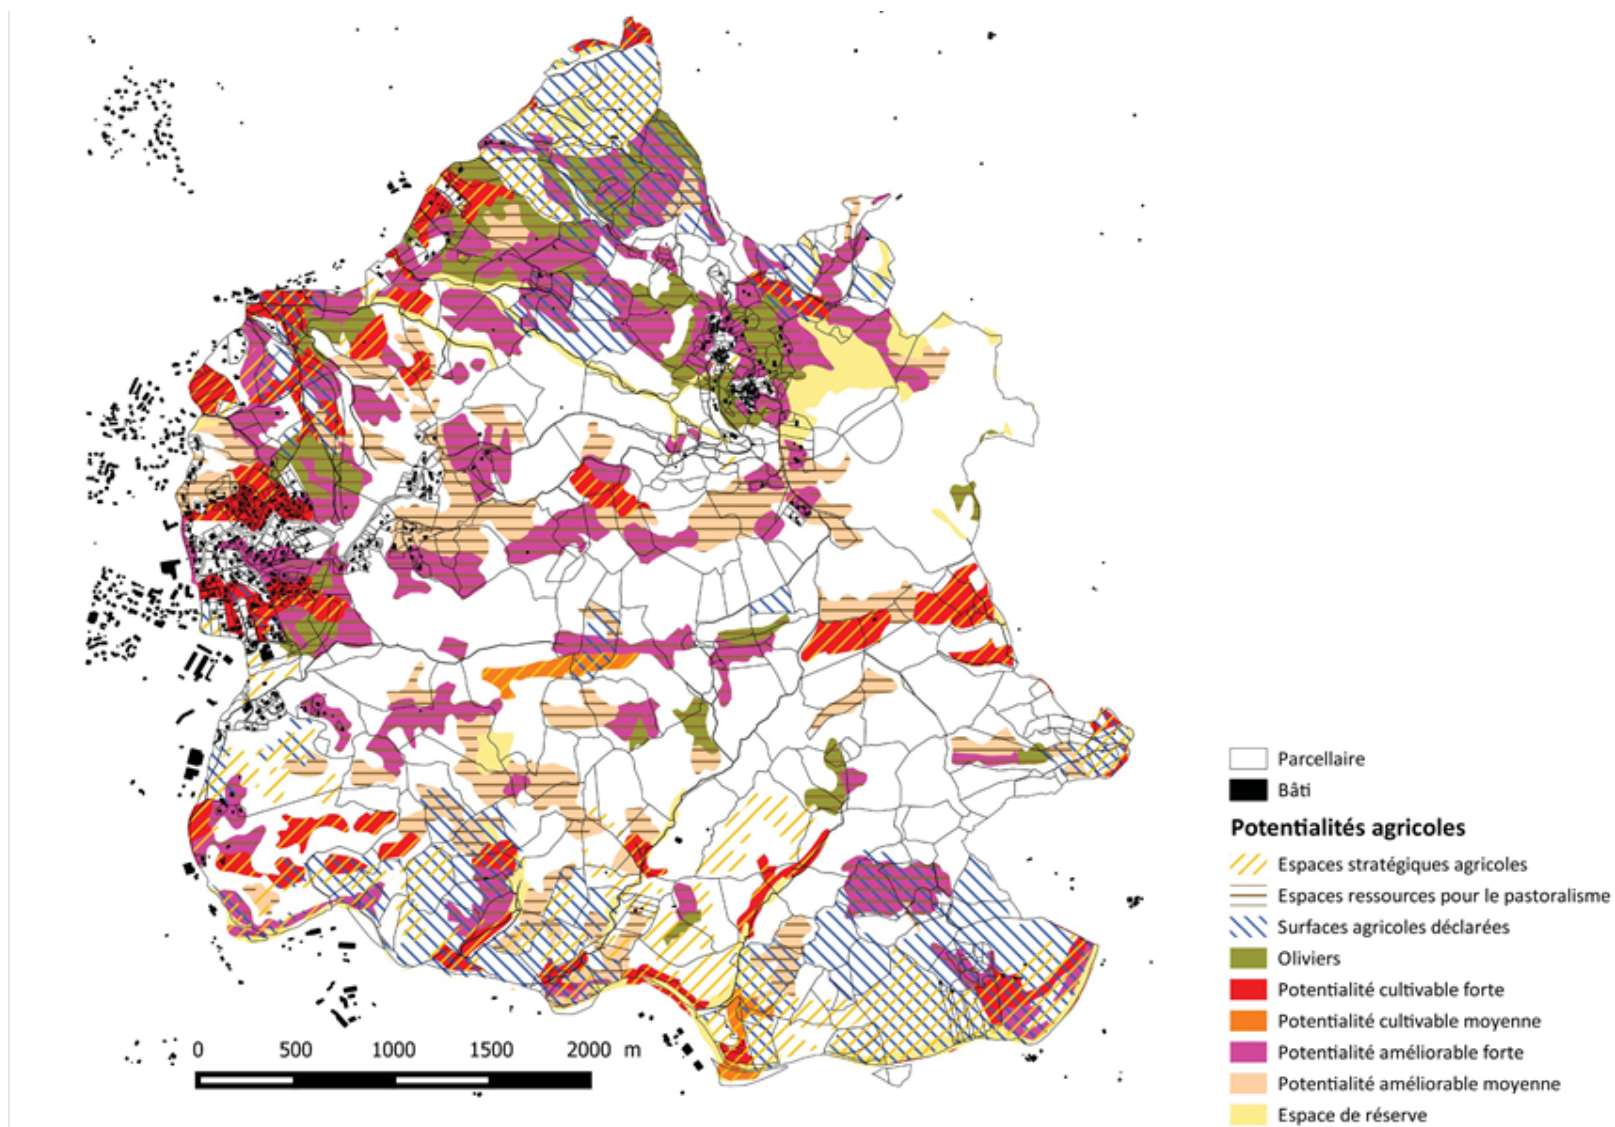 Parcellaire
Bâti
Potentialités agricoles
Espaces stratégiques agricoles
Espaces ressources pour le pastoralisme
Surfaces agricoles déclarées
Oliviers
Potentialité cultivable forte
Potentialité cultivable moyenne
Potentialité améliorable forte
Potentialité améliorable moyenne
Espace de réserve
0 500 1000 1500 2000 m